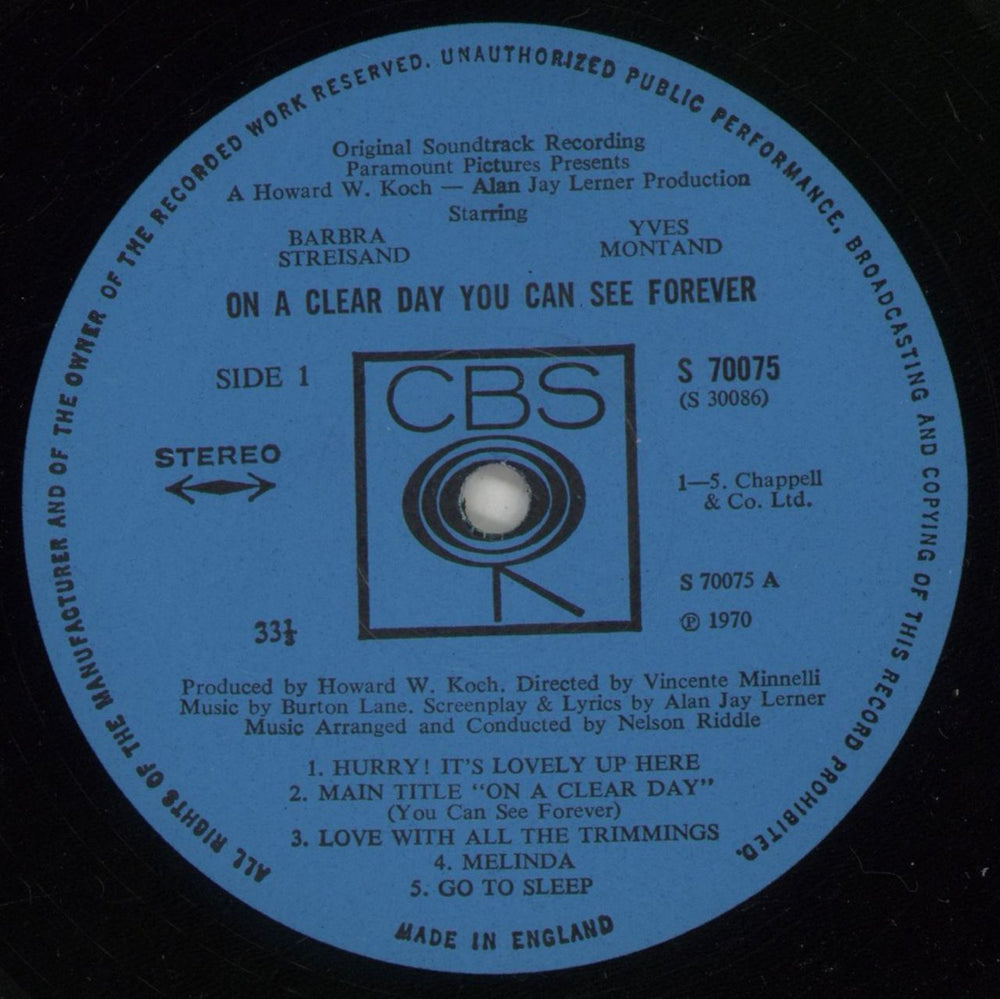 ALL RIGHTS OF THE MANUFACTURER AND OF THE OWNER OF THE RECORDED WORK RESERVED. UNAUTHORIZED PUBLIC PERFORMANCE, BROADCASTING AND COPYING OF THIS RECORD PROHIBITED.
Original Soundtrack Recording
Paramount Pictures Presents
A Howard W. Koch — Alan Jay Lerner Production
Starring
BARBRA
STREISAND
YVES
MONTAND
ON A CLEAR DAY YOU CAN SEE FOREVER
SIDE 1
STEREO
33⅓
CBS
S 70075
(S 30086)
1—5. Chappell
& Co. Ltd.
S 70075 A
℗ 1970
Produced by Howard W. Koch. Directed by Vincente Minnelli
Music by Burton Lane. Screenplay & Lyrics by Alan Jay Lerner
Music Arranged and Conducted by Nelson Riddle
1. HURRY! IT'S LOVELY UP HERE
2. MAIN TITLE "ON A CLEAR DAY"
(You Can See Forever)
3. LOVE WITH ALL THE TRIMMINGS
4. MELINDA
5. GO TO SLEEP
MADE IN ENGLAND